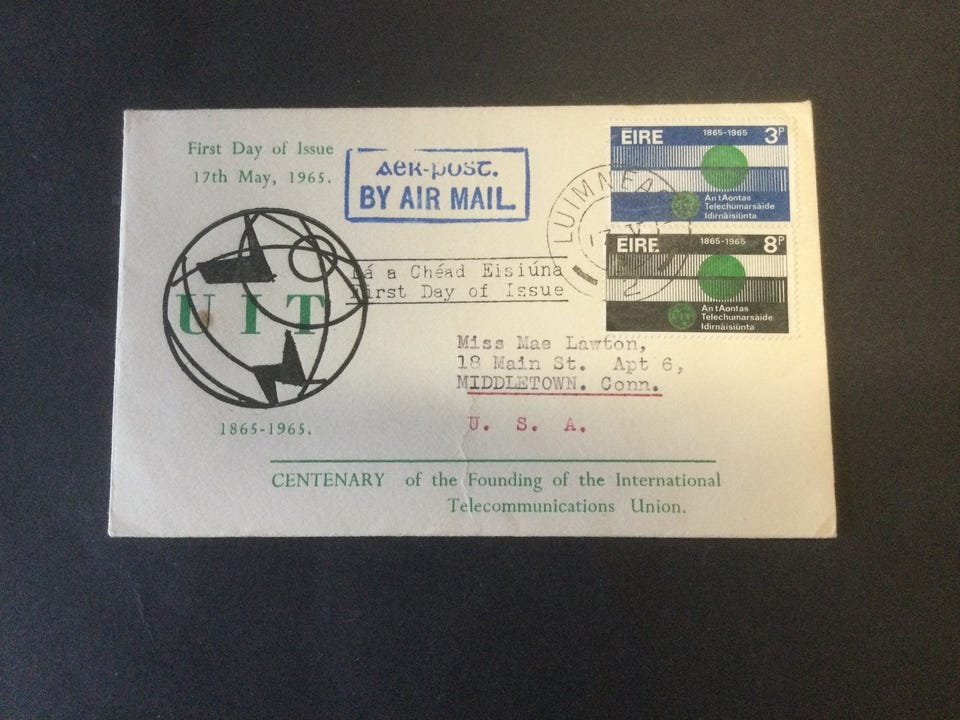 First Day of Issue
17th May, 1965.
aer-post.
BY AIR MAIL.
Lá a Chéad Eisiúna
First Day of Issue
UIT
1865-1965.
LUIMNEA
2
EIRE 1865-1965 3P
An tAontas
Telechumarsáide
Idirnáisiúnta
EIRE 1865-1965 8P
UIT
An tAontas
Telechumarsáide
Idirnáisiúnta
Miss Mae Lawton,
18 Main St. Apt 6,
MIDDLETOWN. Conn.
U. S. A.
CENTENARY of the Founding of the International
Telecommunications Union.